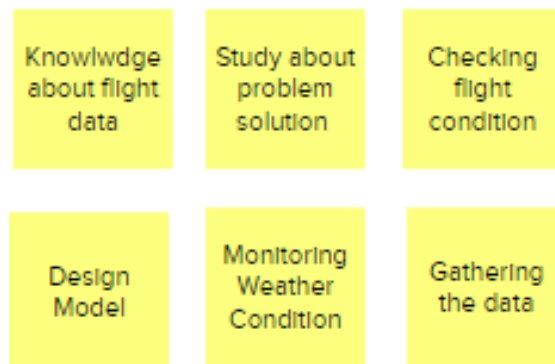 Knowlwdge
about flight
data
Study about
problem
solution
Checking
flight
condition
Design
Model
Monitoring
Weather
Condition
Gathering
the data